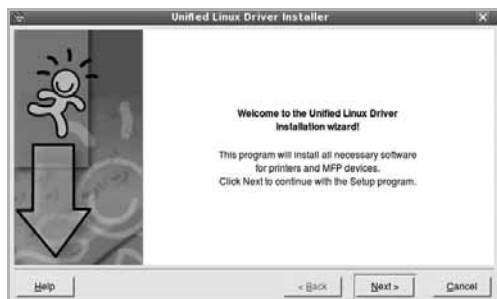 Unified Linux Driver Installer
Welcome to the Unified Linux Driver
Installation wizard!
This program will install all necessary software
for printers and MFP devices.
Click Next to continue with the Setup program.
Help
< Back
Next >
Cancel